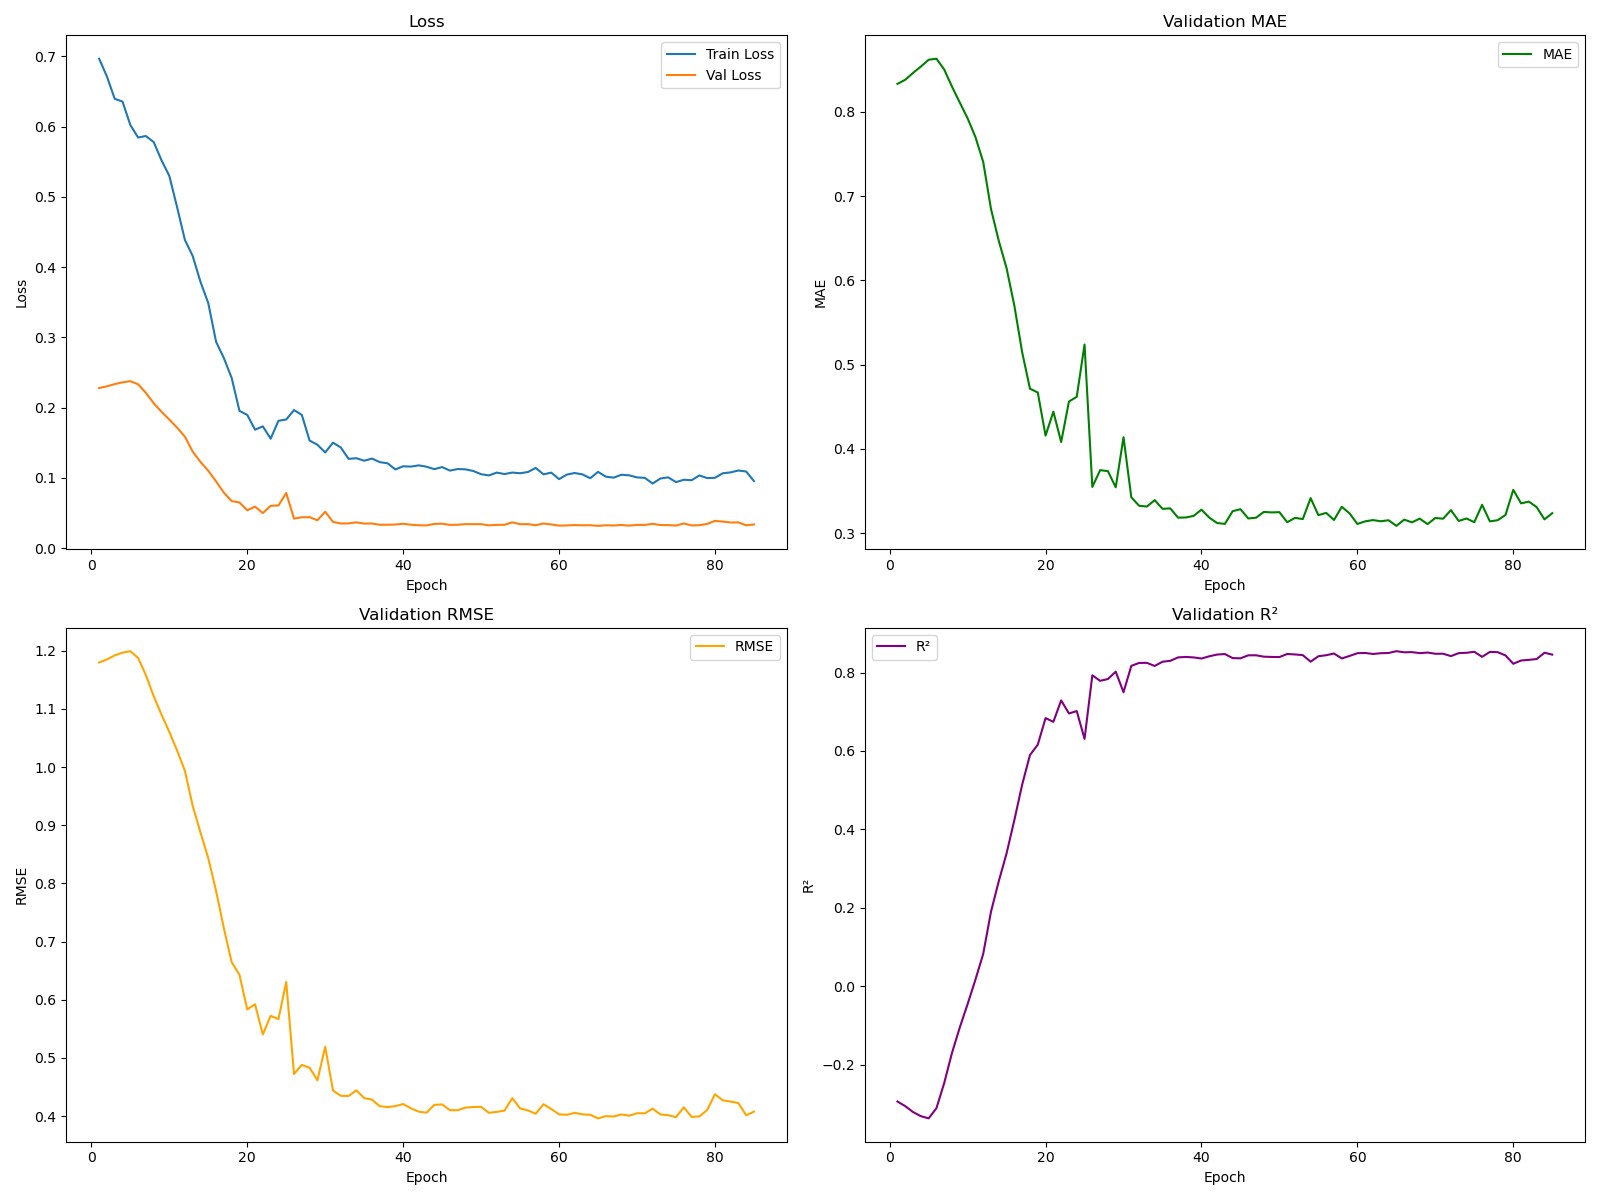 Loss
Train Loss
Val Loss
0.7
0.6
0.5
0.4
0.3
0.2
0.1
0.0
Loss
0 20 40 60 80
Epoch
Validation MAE
MAE
0.8
0.7
0.6
0.5
0.4
0.3
MAE
0 20 40 60 80
Epoch
Validation RMSE
RMSE
1.2
1.1
1.0
0.9
0.8
0.7
0.6
0.5
0.4
RMSE
0 20 40 60 80
Epoch
Validation R²
R²
0.8
0.6
0.4
0.2
0.0
−0.2
R²
0 20 40 60 80
Epoch